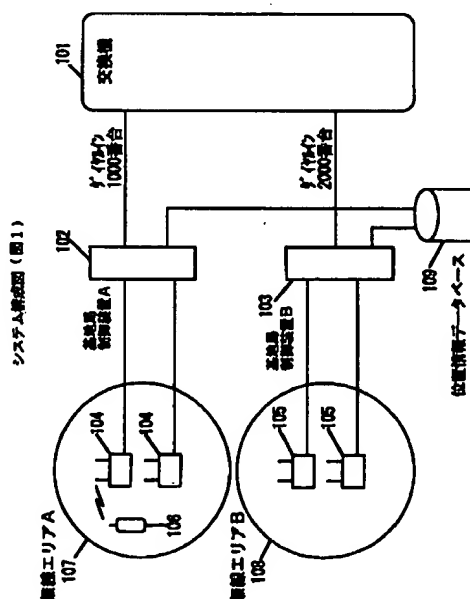 システム構成図(図1)
101
交換機
ダイヤルイン
1000番台
ダイヤルイン
2000番台
102
基地局
制御装置A
103
基地局
制御装置B
109
位置情報データベース
104
104
106
無線エリアA
107
105
105
無線エリアB
108